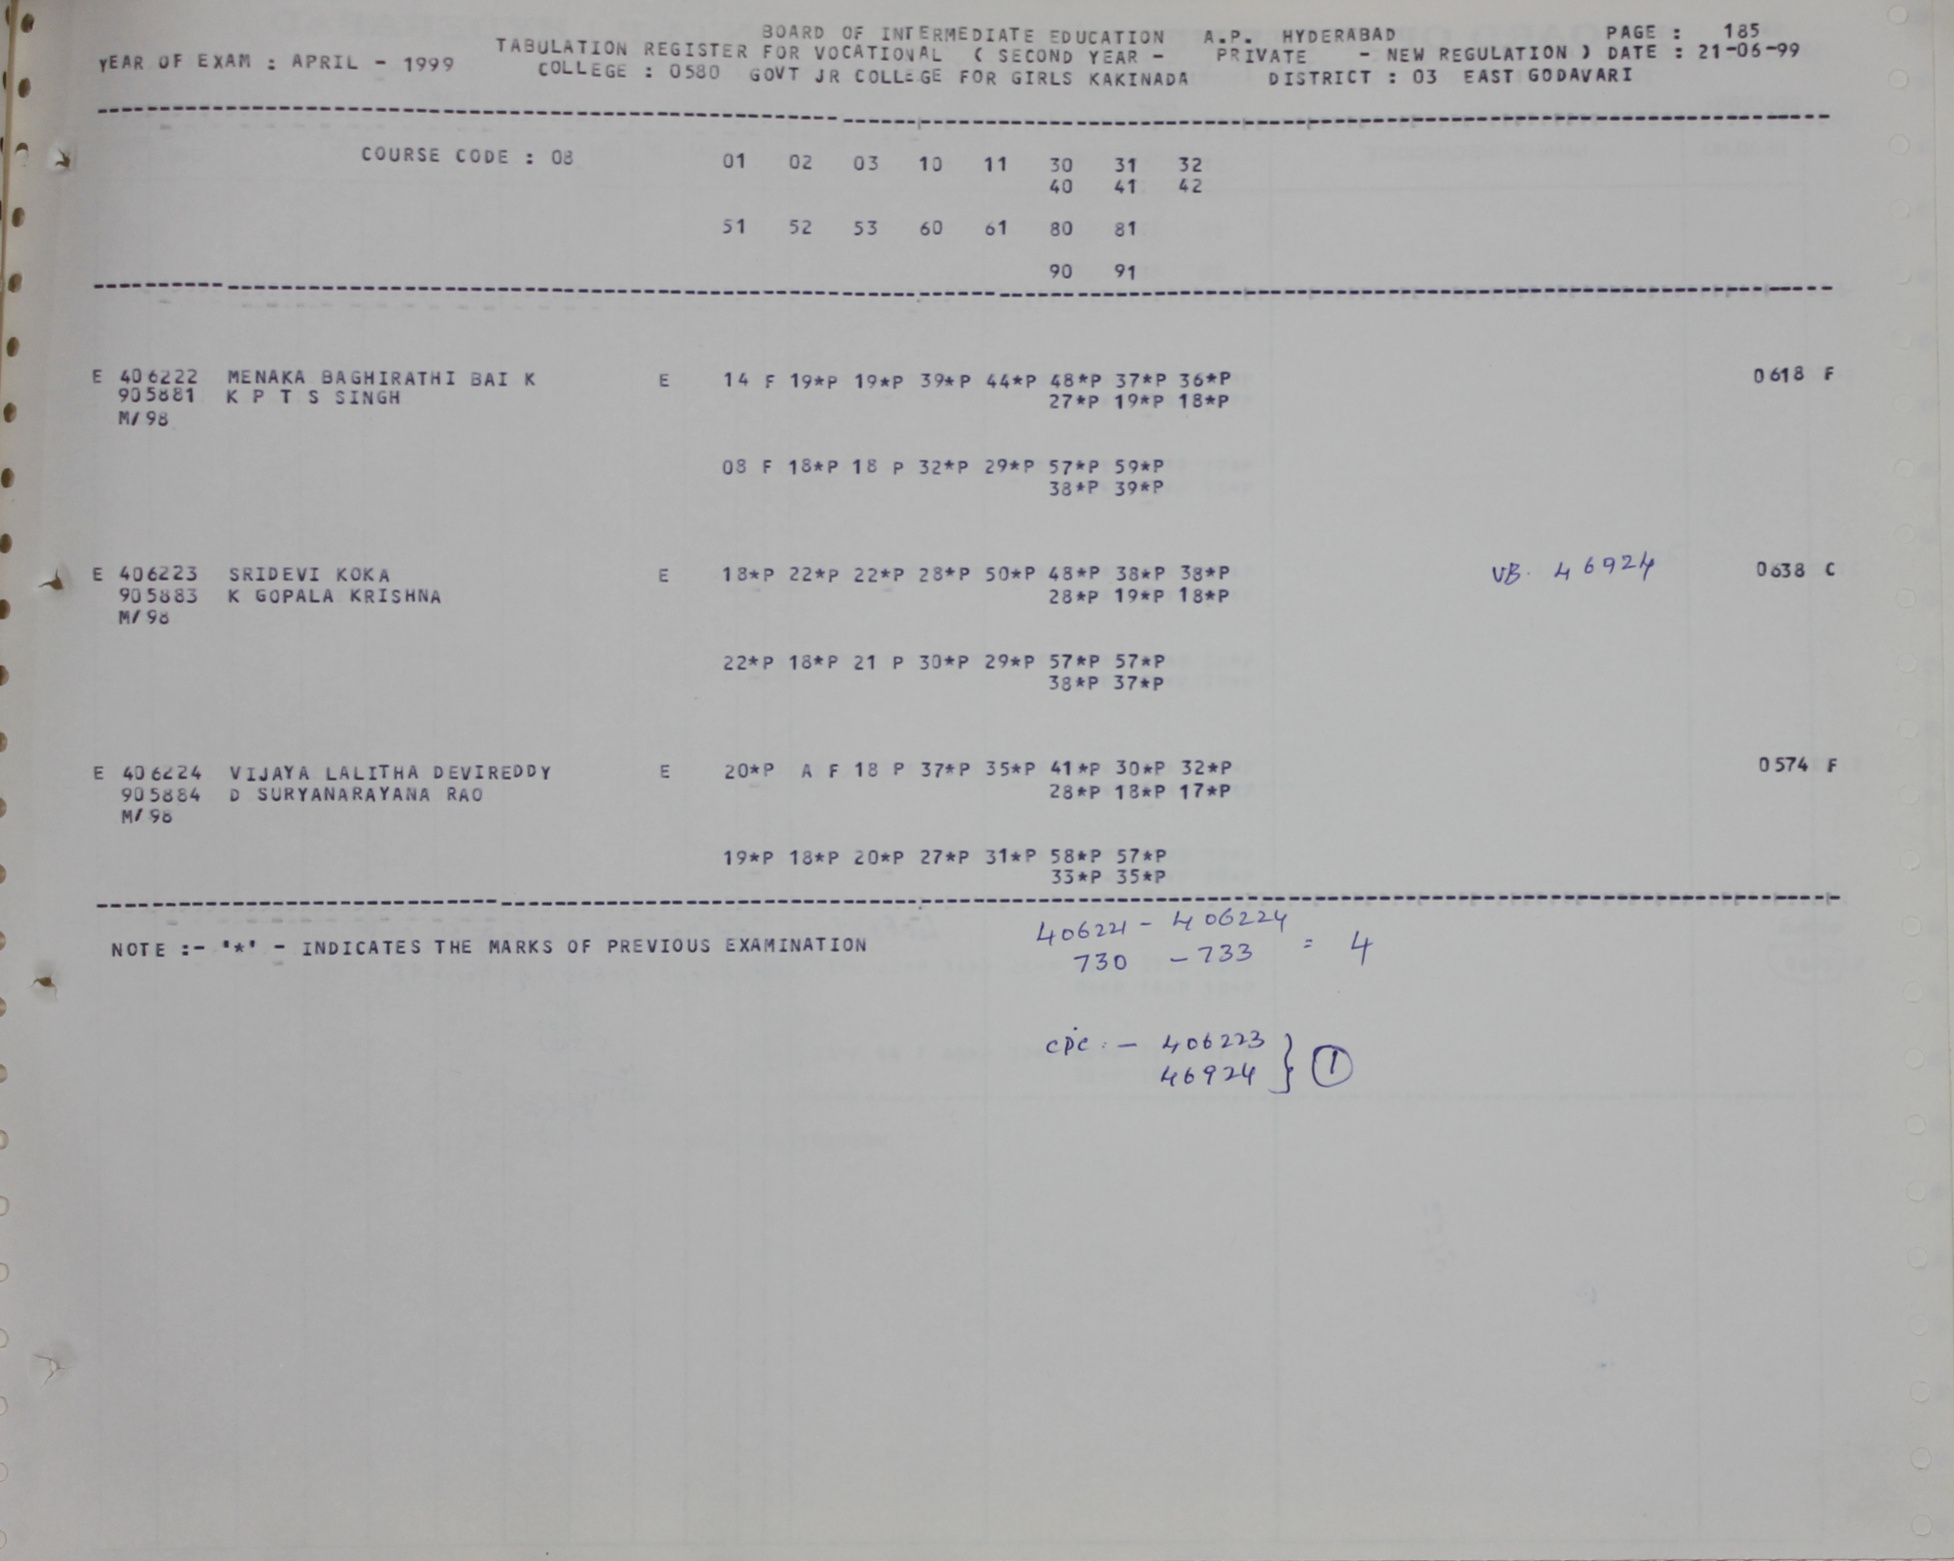 BOARD OF INTERMEDIATE EDUCATION A.P. HYDERABAD PAGE : 185
YEAR OF EXAM : APRIL - 1999 TABULATION REGISTER FOR VOCATIONAL ( SECOND YEAR - PRIVATE - NEW REGULATION ) DATE : 21-06-99
COLLEGE : 0580 GOVT JR COLLEGE FOR GIRLS KAKINADA DISTRICT : 03 EAST GODAVARI
COURSE CODE : 08 01 02 03 10 11 30 31 32
40 41 42
51 52 53 60 61 80 81
90 91
E 406222 MENAKA BAGHIRATHI BAI K E 14 F 19*P 19*P 39*P 44*P 48*P 37*P 36*P 0618 F
905881 K P T S SINGH 27*P 19*P 18*P
M/98
08 F 18*P 18 P 32*P 29*P 57*P 59*P
38*P 39*P
E 406223 SRIDEVI KOKA E 18*P 22*P 22*P 28*P 50*P 48*P 38*P 38*P VB. 46924 0638 C
905883 K GOPALA KRISHNA 28*P 19*P 18*P
M/98
22*P 18*P 21 P 30*P 29*P 57*P 57*P
38*P 37*P
E 406224 VIJAYA LALITHA DEVIREDDY E 20*P A F 18 P 37*P 35*P 41*P 30*P 32*P 0574 F
905884 D SURYANARAYANA RAO 28*P 18*P 17*P
M/98
19*P 18*P 20*P 27*P 31*P 58*P 57*P
33*P 35*P
NOTE :- '*' - INDICATES THE MARKS OF PREVIOUS EXAMINATION
406221 - 406224
730 - 733 = 4
cpc : - 406223
46924 } 1